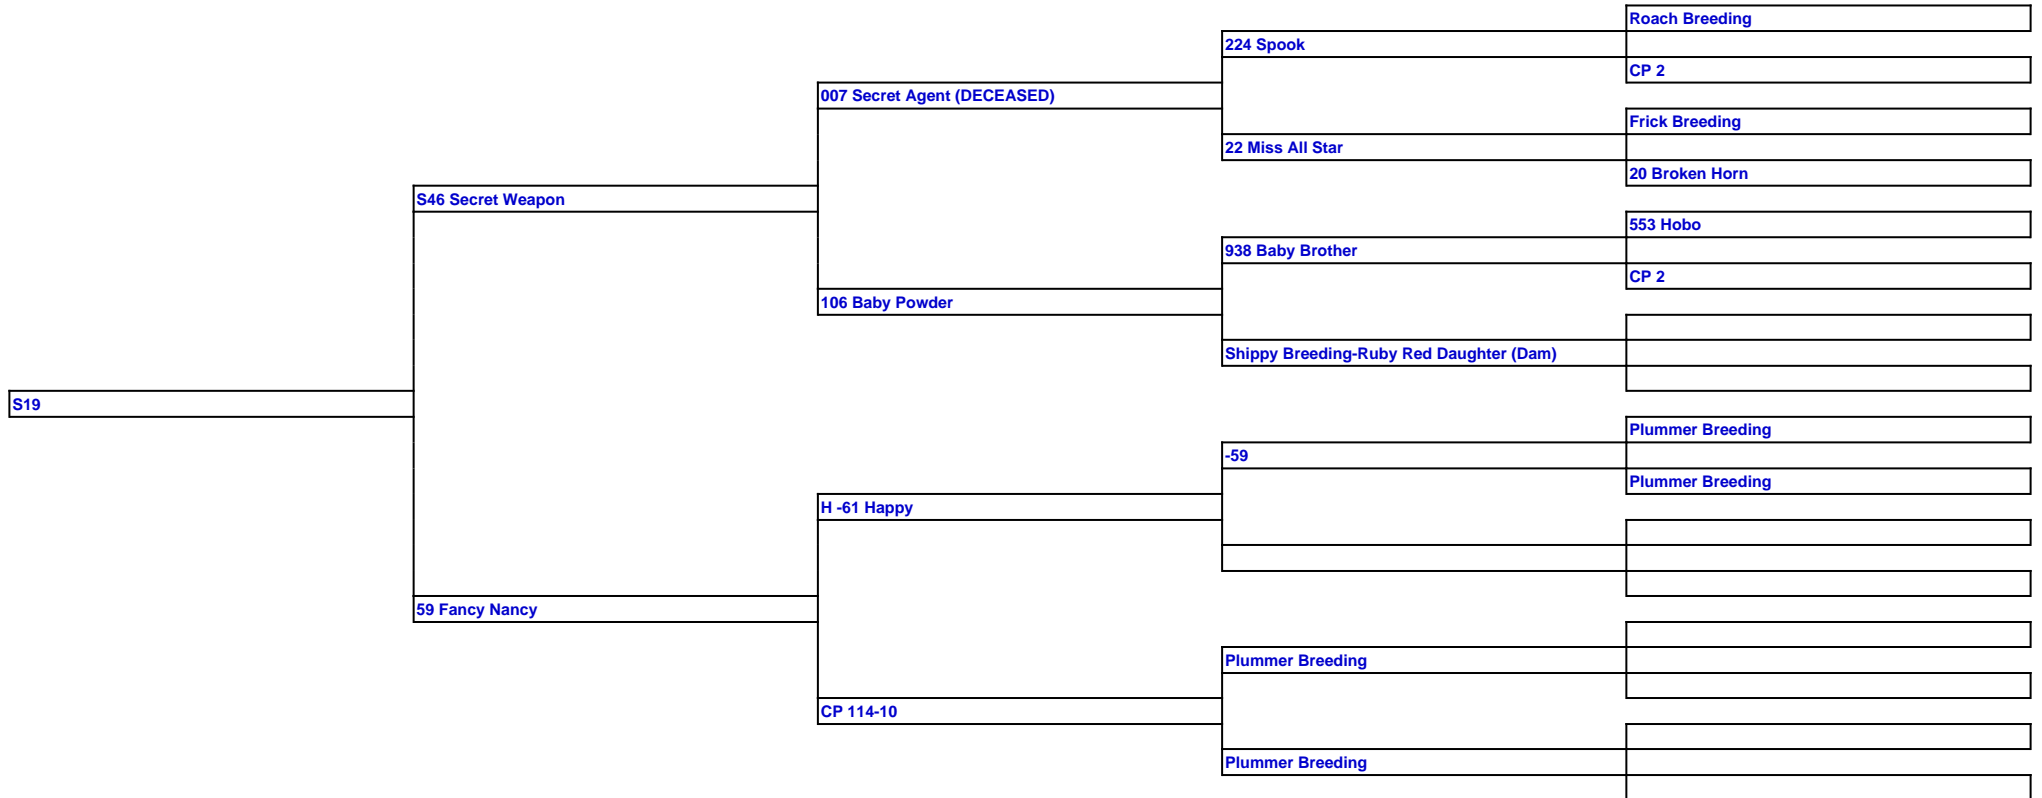 Roach Breeding
224 Spook
CP 2
007 Secret Agent (DECEASED)
Frick Breeding
22 Miss All Star
20 Broken Horn
S46 Secret Weapon
553 Hobo
938 Baby Brother
CP 2
106 Baby Powder
Shippy Breeding-Ruby Red Daughter (Dam)
S19
Plummer Breeding
-59
Plummer Breeding
H -61 Happy
59 Fancy Nancy
Plummer Breeding
CP 114-10
Plummer Breeding